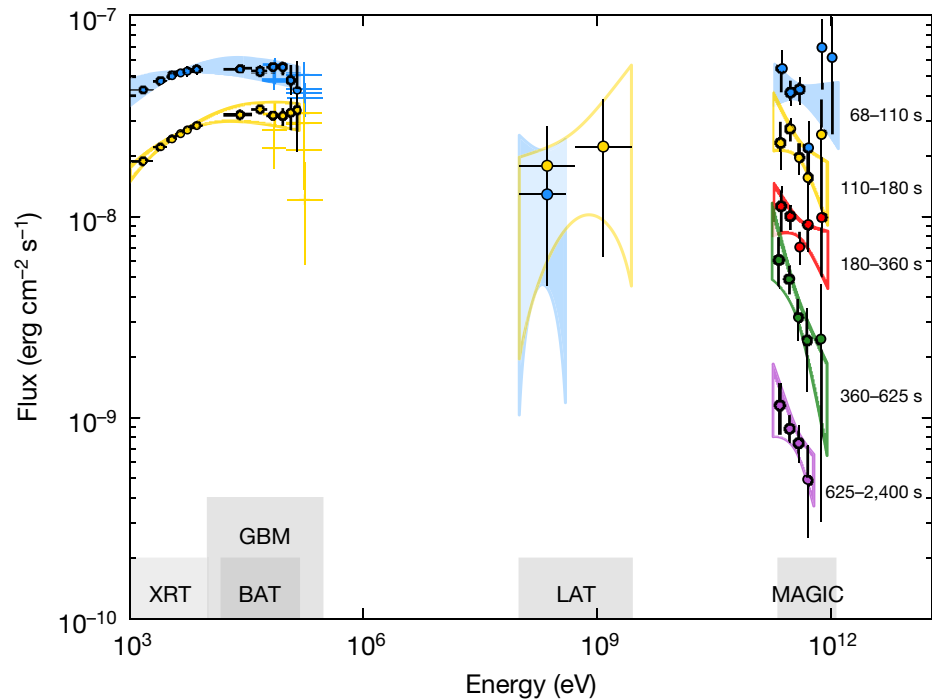 10⁻⁷
10⁻⁸
10⁻⁹
10⁻¹⁰
Flux (erg cm⁻² s⁻¹)
68–110 s
110–180 s
180–360 s
360–625 s
625–2,400 s
GBM
XRT
BAT
LAT
MAGIC
10³
10⁶
10⁹
10¹²
Energy (eV)